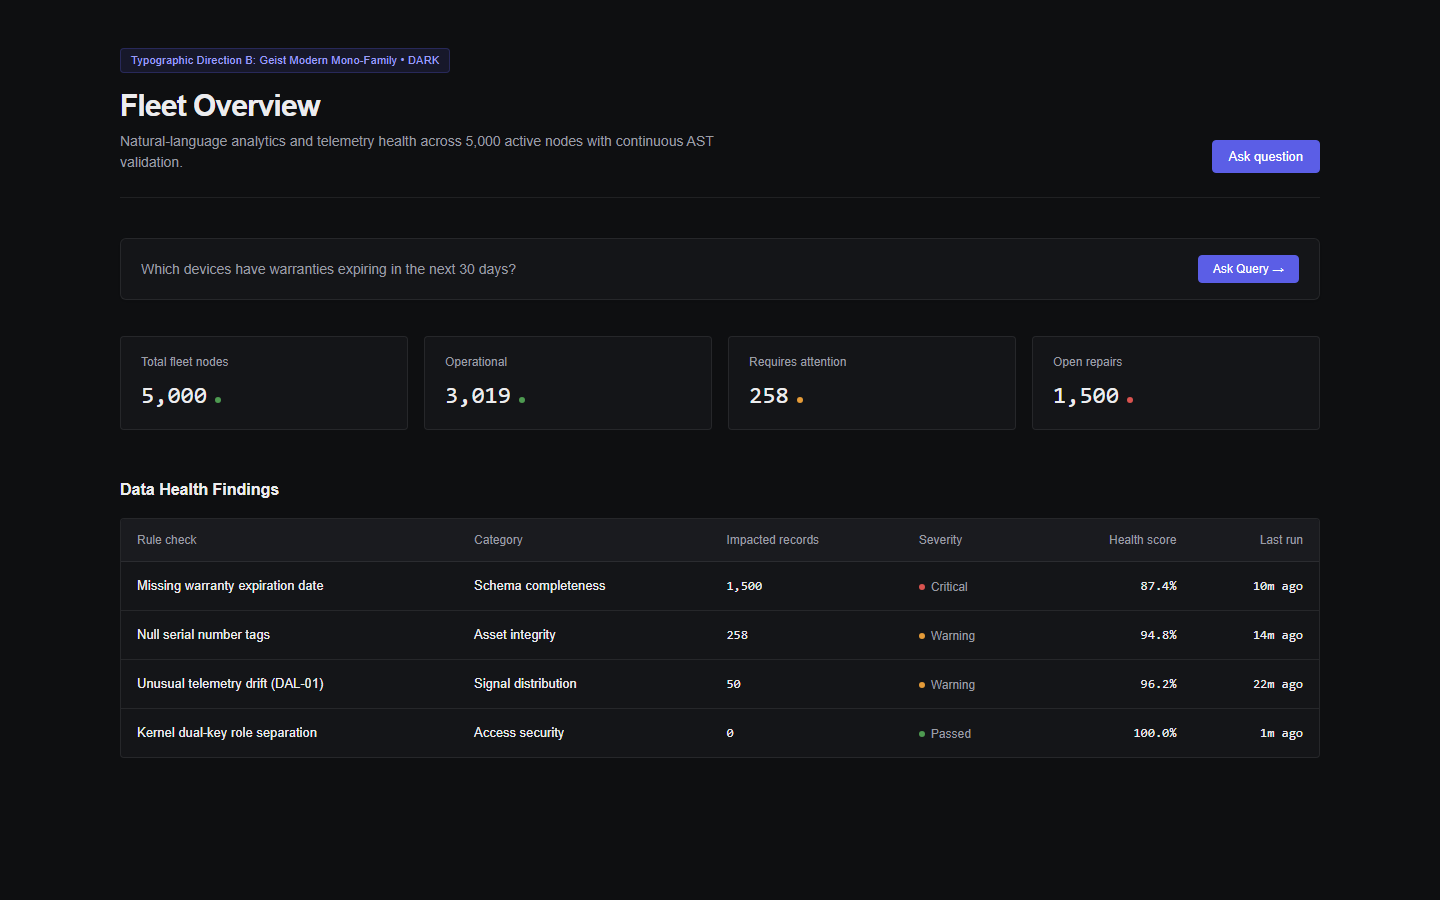 Typographic Direction B: Geist Modern Mono-Family • DARK
Fleet Overview
Natural-language analytics and telemetry health across 5,000 active nodes with continuous AST
validation.
Ask question
Which devices have warranties expiring in the next 30 days?
Ask Query →
Total fleet nodes
5,000
Operational
3,019
Requires attention
258
Open repairs
1,500
Data Health Findings
Rule check Category Impacted records Severity Health score Last run
Missing warranty expiration date Schema completeness 1,500 Critical 87.4% 10m ago
Null serial number tags Asset integrity 258 Warning 94.8% 14m ago
Unusual telemetry drift (DAL-01) Signal distribution 50 Warning 96.2% 22m ago
Kernel dual-key role separation Access security 0 Passed 100.0% 1m ago